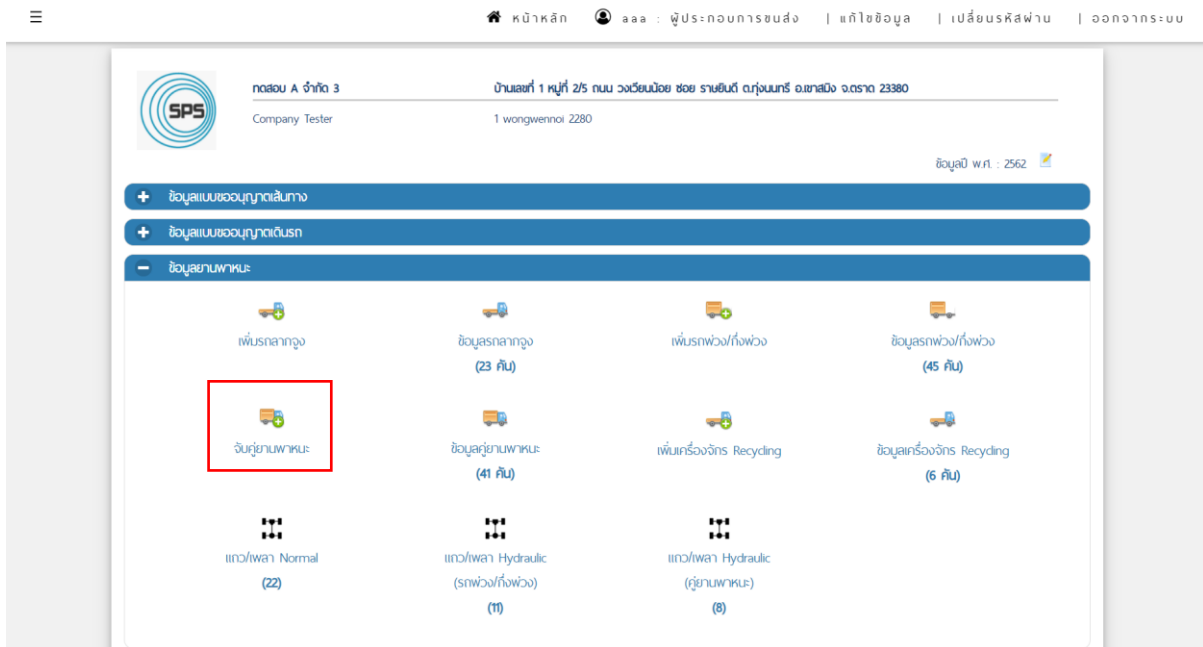 ☰ หน้าหลัก aaa : ผู้ประกอบการขนส่ง | แก้ไขข้อมูล | เปลี่ยนรหัสผ่าน | ออกจากระบบ
SPS
ทดสอบ A จำกัด 3 บ้านเลขที่ 1 หมู่ที่ 2/5 ถนน วงเวียนน้อย ซอย รายยินดี ต.ทุ่งนนทรี อ.เขาสมิง จ.ตราด 23380
Company Tester 1 wongwennoi 2280
ข้อมูลปี พ.ศ. : 2562
ข้อมูลแบบขออนุญาตเส้นทาง
ข้อมูลแบบขออนุญาตเดินรถ
ข้อมูลยานพาหนะ
เพิ่มรถลากจูง ข้อมูลรถลากจูง เพิ่มรถพ่วง/กึ่งพ่วง ข้อมูลรถพ่วง/กึ่งพ่วง
(23 คัน) (45 คัน)
จับคู่ยานพาหนะ ข้อมูลคู่ยานพาหนะ เพิ่มเครื่องจักร Recycling ข้อมูลเครื่องจักร Recycling
(41 คัน) (6 คัน)
แถว/เพลา Normal แถว/เพลา Hydraulic แถว/เพลา Hydraulic
(22) (รถพ่วง/กึ่งพ่วง) (คู่ยานพาหนะ)
(11) (8)